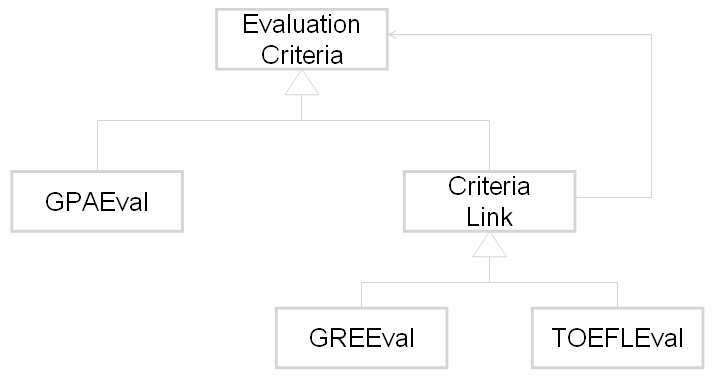 Evaluation
Criteria
GPAEval
Criteria
Link
GREEval
TOEFLEval